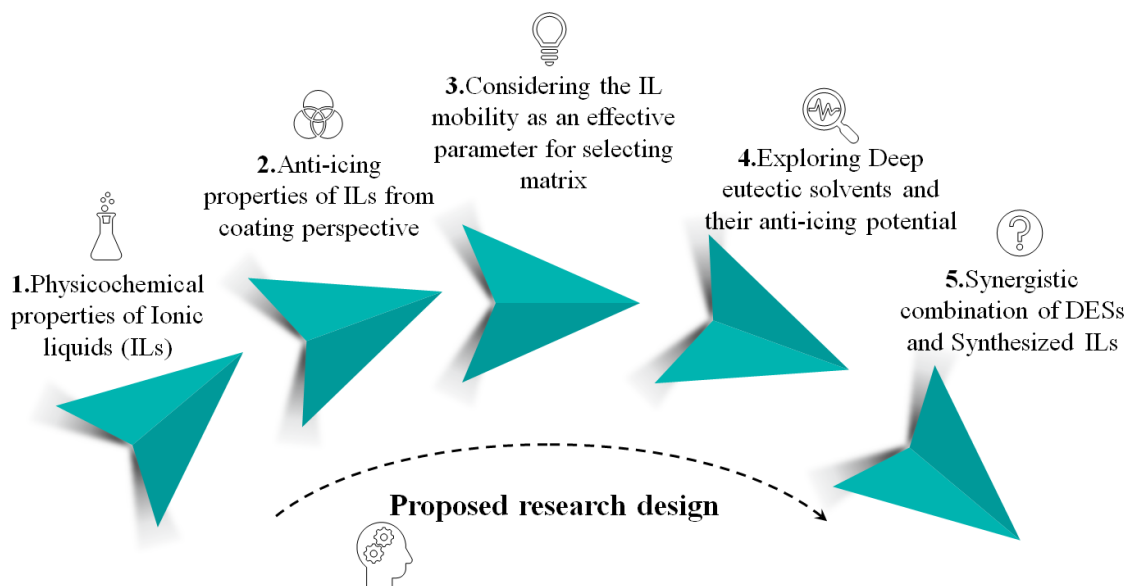 1.Physicochemical
properties of Ionic
liquids (ILs)
2.Anti-icing
properties of ILs from
coating perspective
3.Considering the IL
mobility as an effective
parameter for selecting
matrix
4.Exploring Deep
eutectic solvents and
their anti-icing potential
5.Synergistic
combination of DESs
and Synthesized ILs
Proposed research design